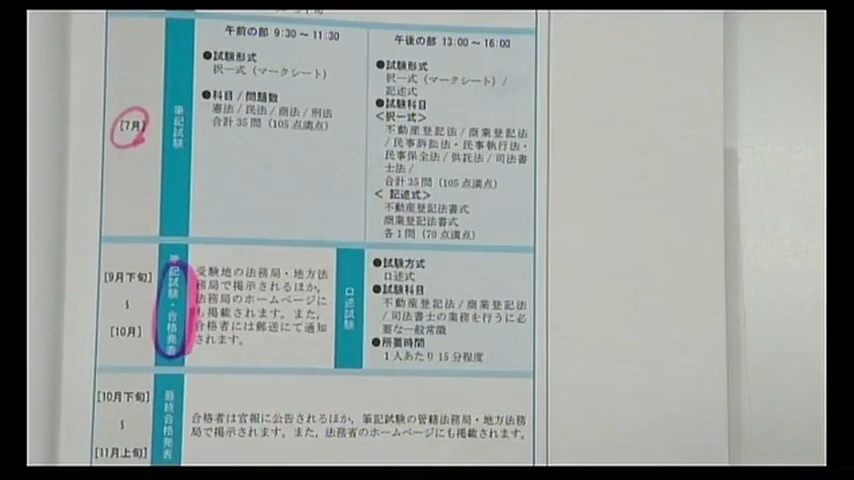 午前の部 9:30～11:30
●試験形式
択一式（マークシート）
●科目/問題数
憲法/民法/商法/刑法
合計35問（105点満点）
午後の部 13:00～16:00
●試験形式
択一式（マークシート）/
記述式
●試験科目
＜択一式＞
不動産登記法/商業登記法
/民事訴訟法・民事執行法・
民事保全法/供託法/司法書
士法/
合計35問（105点満点）
＜記述式＞
不動産登記法書式
商業登記法書式
各1問（70点満点）
[7月]
筆記試験
[9月下旬]
～
[10月]
筆記試験・合格発表
受験地の法務局・地方法
務局で掲示されるほか，
法務局のホームページに
も掲載されます。また，
合格者には郵送にて通知
されます。
口述試験
●試験方式
口述式
●試験科目
不動産登記法/商業登記法
/司法書士の業務を行うに必
要な一般常識
●所要時間
1人あたり15分程度
[10月下旬]
～
[11月上旬]
最終合格発表
合格者は官報に公告されるほか，筆記試験の管轄法務局・地方法務
局で掲示されます。また，法務省のホームページにも掲載されます。